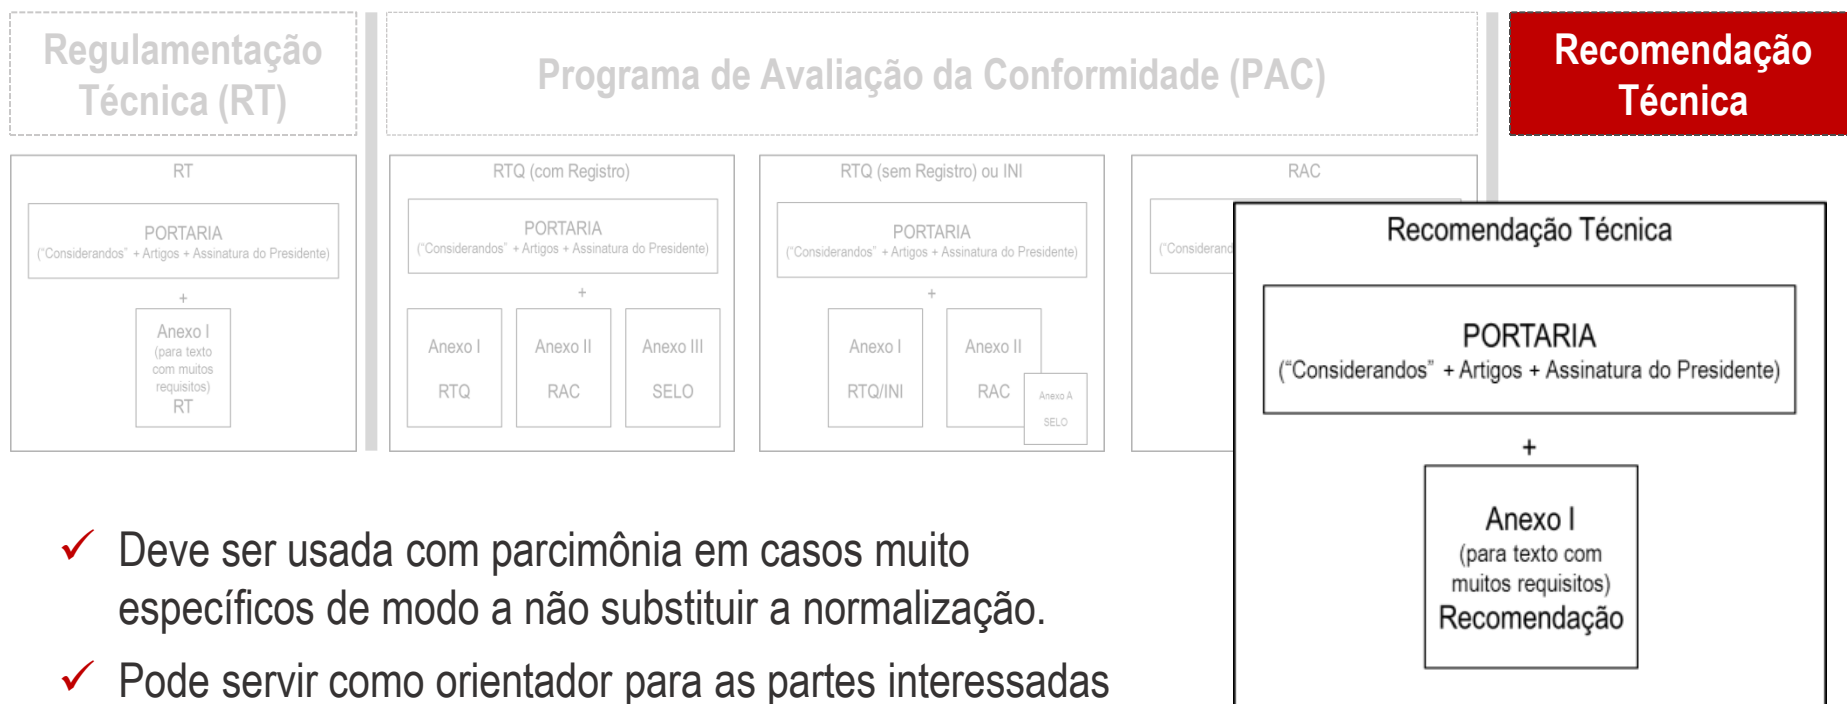 Regulamentação
Técnica (RT)
Programa de Avaliação da Conformidade (PAC)
Recomendação
Técnica
RT
PORTARIA
(“Considerandos” + Artigos + Assinatura do Presidente)
+
Anexo I
(para texto
com muitos
requisitos)
RT
RTQ (com Registro)
PORTARIA
(“Considerandos” + Artigos + Assinatura do Presidente)
+
Anexo I
RTQ
Anexo II
RAC
Anexo III
SELO
RTQ (sem Registro) ou INI
PORTARIA
(“Considerandos” + Artigos + Assinatura do Presidente)
+
Anexo I
RTQ/INI
Anexo II
RAC
Anexo A
SELO
RAC
(“Considerand
Recomendação Técnica
PORTARIA
(“Considerandos” + Artigos + Assinatura do Presidente)
+
Anexo I
(para texto com
muitos requisitos)
Recomendação
✓ Deve ser usada com parcimônia em casos muito
específicos de modo a não substituir a normalização.
✓ Pode servir como orientador para as partes interessadas